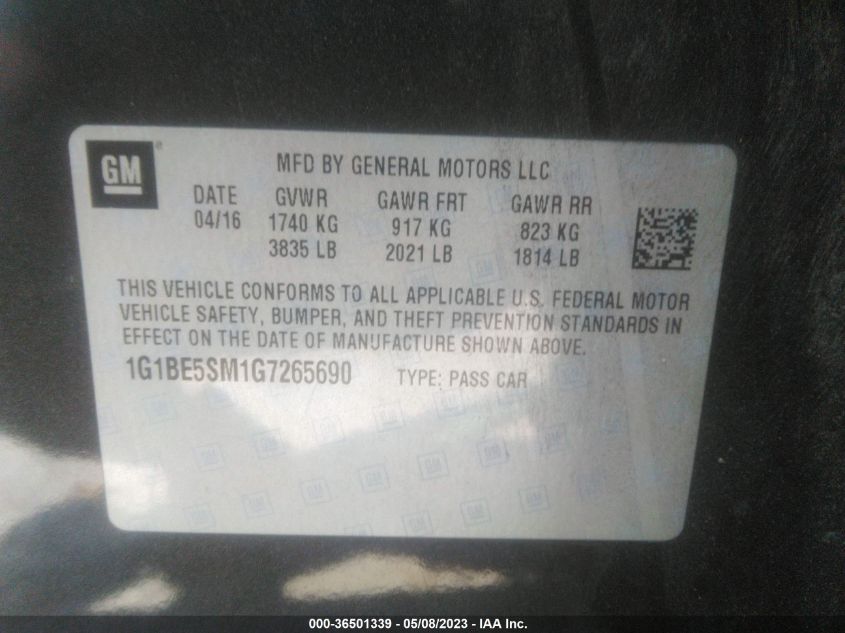 GM
MFD BY GENERAL MOTORS LLC
DATE GVWR GAWR FRT GAWR RR
04/16 1740 KG 917 KG 823 KG
3835 LB 2021 LB 1814 LB
THIS VEHICLE CONFORMS TO ALL APPLICABLE U.S. FEDERAL MOTOR
VEHICLE SAFETY, BUMPER, AND THEFT PREVENTION STANDARDS IN
EFFECT ON THE DATE OF MANUFACTURE SHOWN ABOVE.
1G1BE5SM1G7265690 TYPE: PASS CAR
000-36501339 - 05/08/2023 - IAA Inc.